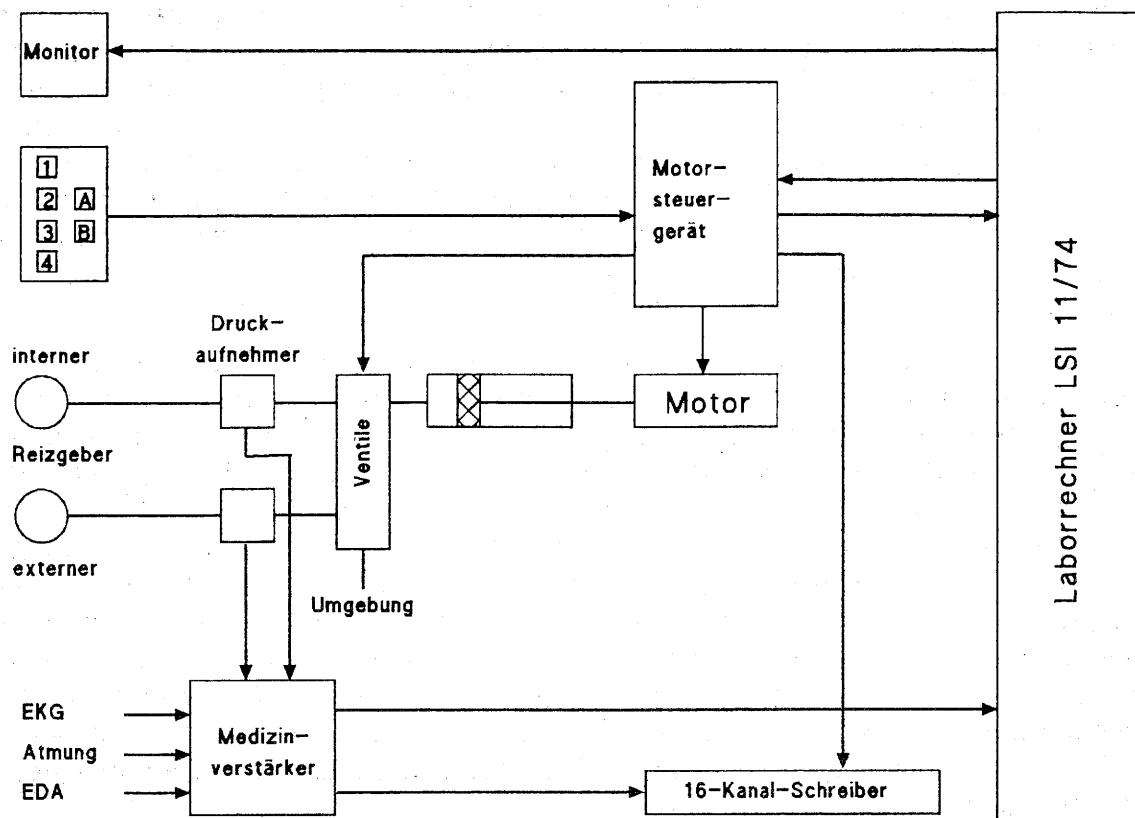 Monitor
1
2 A
3 B
4
Motor-
steuer-
gerät
Druck-
aufnehmer
interner
Reizgeber
externer
Ventile
Motor
Umgebung
EKG
Atmung
EDA
Medizin-
verstärker
16-Kanal-Schreiber
Laborrechner LSI 11/74